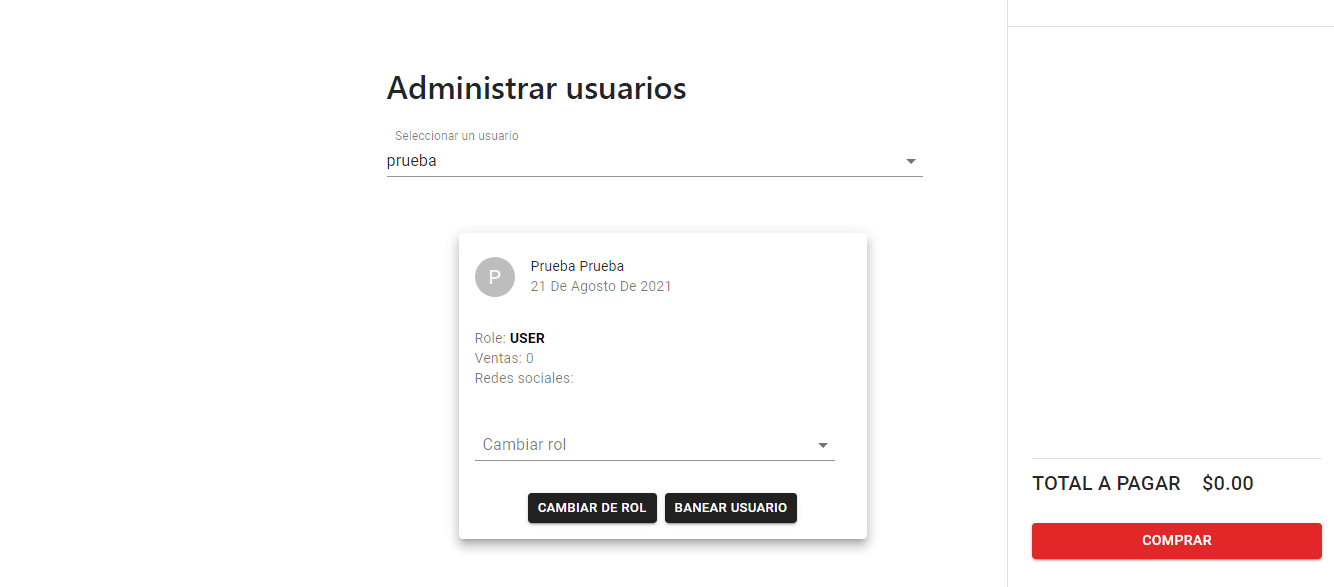 Administrar usuarios
Seleccionar un usuario
prueba
P
Prueba Prueba
21 De Agosto De 2021
Role: USER
Ventas: 0
Redes sociales:
Cambiar rol
CAMBIAR DE ROL
BANEAR USUARIO
TOTAL A PAGAR $0.00
COMPRAR